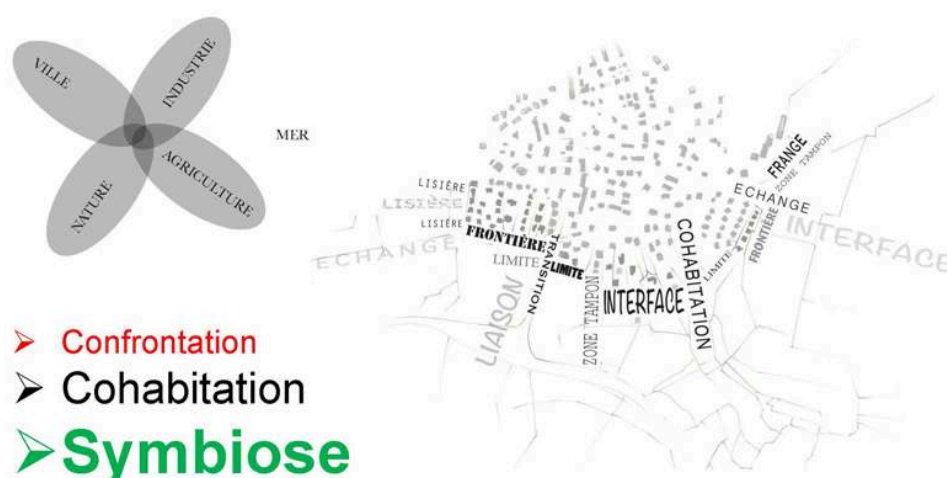 VILLE
INDUSTRIE
NATURE
AGRICULTURE
MER
➢ Confrontation
➢ Cohabitation
➢ Symbiose
LISIÈRE
LISIÈRE
LISIÈRE
ECHANGE
FRONTIÈRE
LIMITE
TRANSITION
LIMITE
LIAISON
ZONE TAMPON
INTERFACE
COHABITATION
LIMITE
FRONTIÈRE
ECHANGE
FRANGE
ZONE TAMPON
INTERFACE